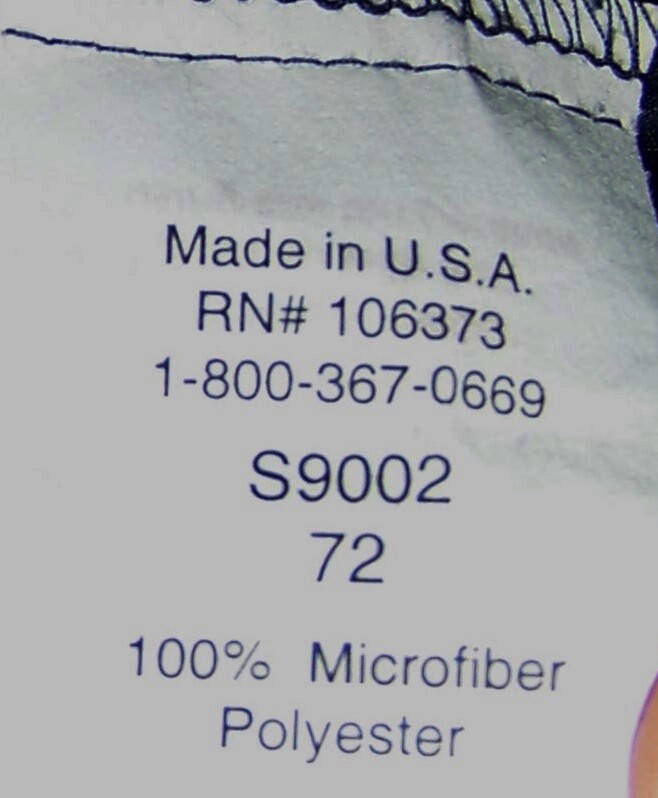 Made in U.S.A.
RN# 106373
1-800-367-0669
S9002
72
100% Microfiber
Polyester